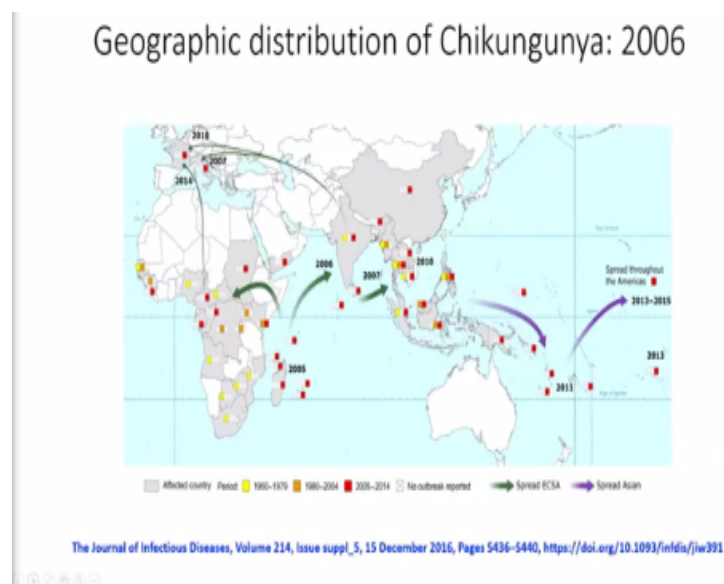 Geographic distribution of Chikungunya: 2006
2010
2007
2014
2006
2007
2010
Spread throughout
the Americas
2013–2015
2005
2011
2013
Affected country Period 1950–1979 1980–2004 2005–2014 No outbreak reported Spread ECSA Spread Asian
The Journal of Infectious Diseases, Volume 214, Issue suppl_5, 15 December 2016, Pages S436–S440, https://doi.org/10.1093/infdis/jiw391